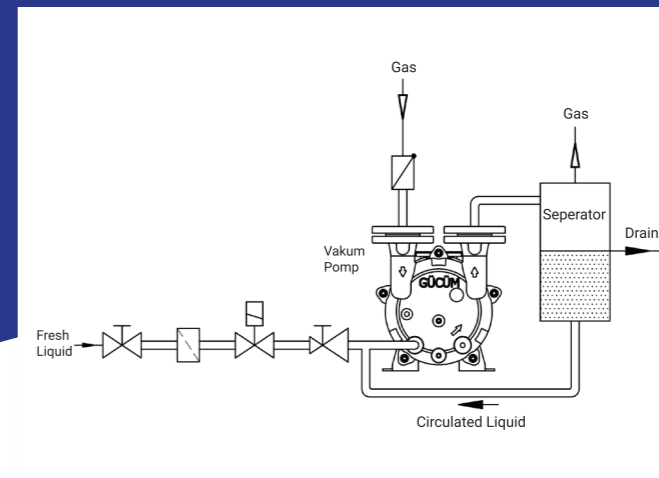 Gas
Gas
Seperator
Drain
Vakum
Pomp
GÜCÜM
Fresh
Liquid
Circulated Liquid